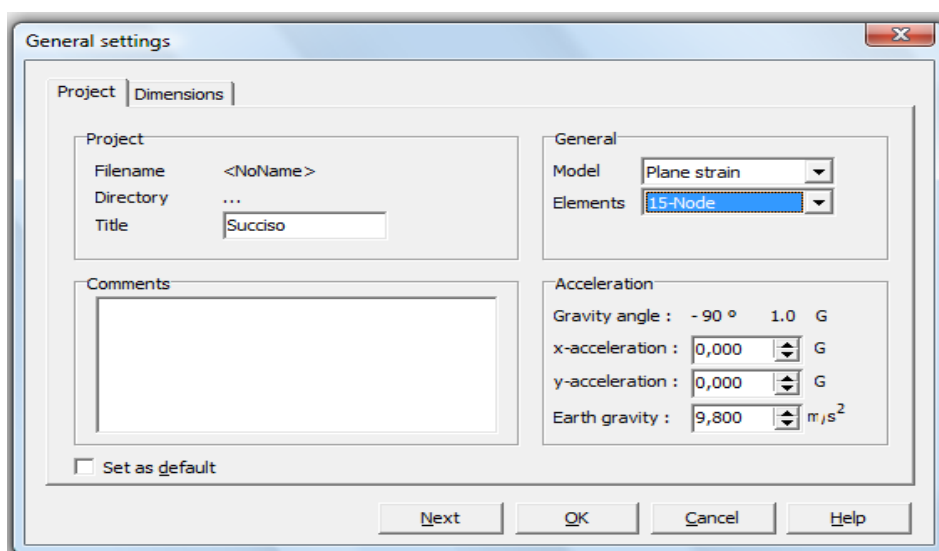 General settings
Project
Dimensions
Project
Filename <NoName>
Directory ...
Title Succiso
General
Model Plane strain
Elements 15-Node
Comments
Acceleration
Gravity angle : - 90 º 1.0 G
x-acceleration : 0,000 G
y-acceleration : 0,000 G
Earth gravity : 9,800 m/s²
Set as default
Next OK Cancel Help